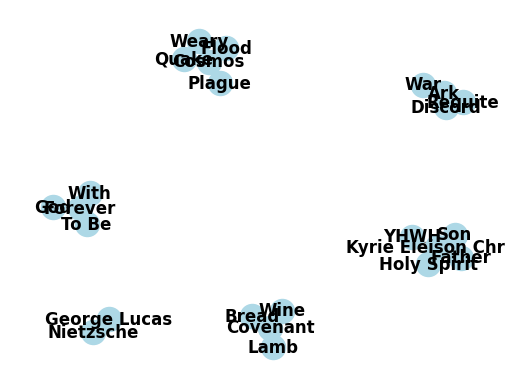 Weary
Flood
Quake
Cosmos
Plague
War
Ark
Requite
Discord
With
God
Forever
To Be
YHWH
Son
Kyrie Eleison Chr
Father
Holy Spirit
George Lucas
Nietzsche
Wine
Bread
Covenant
Lamb